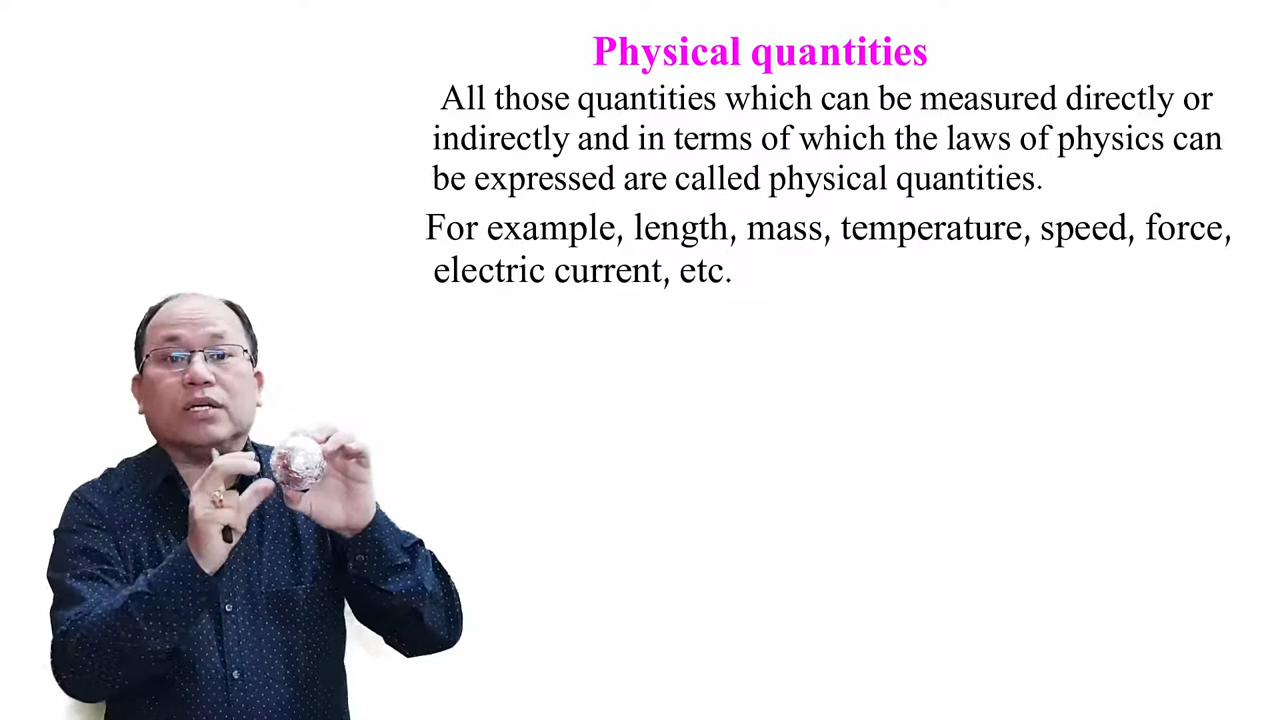 Physical quantities
All those quantities which can be measured directly or
indirectly and in terms of which the laws of physics can
be expressed are called physical quantities.
For example, length, mass, temperature, speed, force,
electric current, etc.